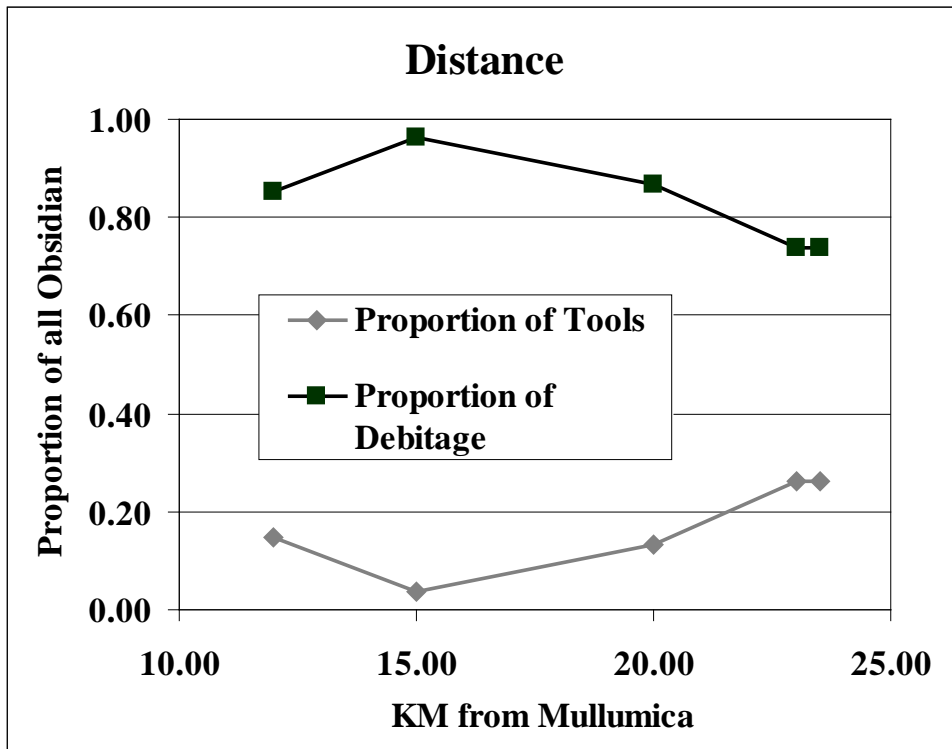 Distance
Proportion of all Obsidian
1.00
0.80
0.60
0.40
0.20
0.00
Proportion of Tools
Proportion of
Debitage
10.00 15.00 20.00 25.00
KM from Mullumica